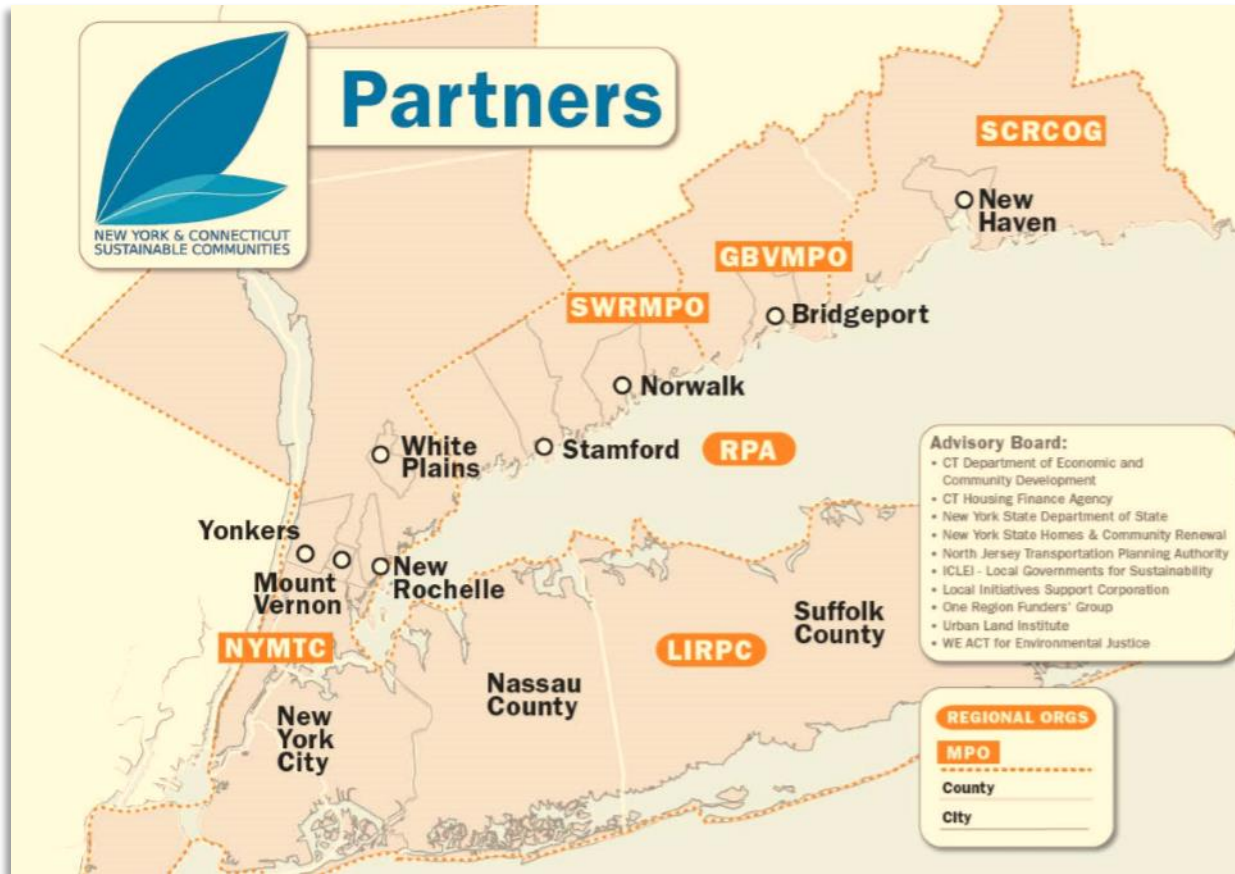 Partners
NEW YORK & CONNECTICUT
SUSTAINABLE COMMUNITIES
SCRCOG
New
Haven
GBVMPO
SWRMPO
Bridgeport
Norwalk
White
Plains
Stamford
RPA
Yonkers
Mount
Vernon
New
Rochelle
NYMTC
LIRPC
Suffolk
County
Nassau
County
New
York
City
Advisory Board:
• CT Department of Economic and
Community Development
• CT Housing Finance Agency
• New York State Department of State
• New York State Homes & Community Renewal
• North Jersey Transportation Planning Authority
• ICLEI - Local Governments for Sustainability
• Local Initiatives Support Corporation
• One Region Funders' Group
• Urban Land Institute
• WE ACT for Environmental Justice
REGIONAL ORGS
MPO
County
City